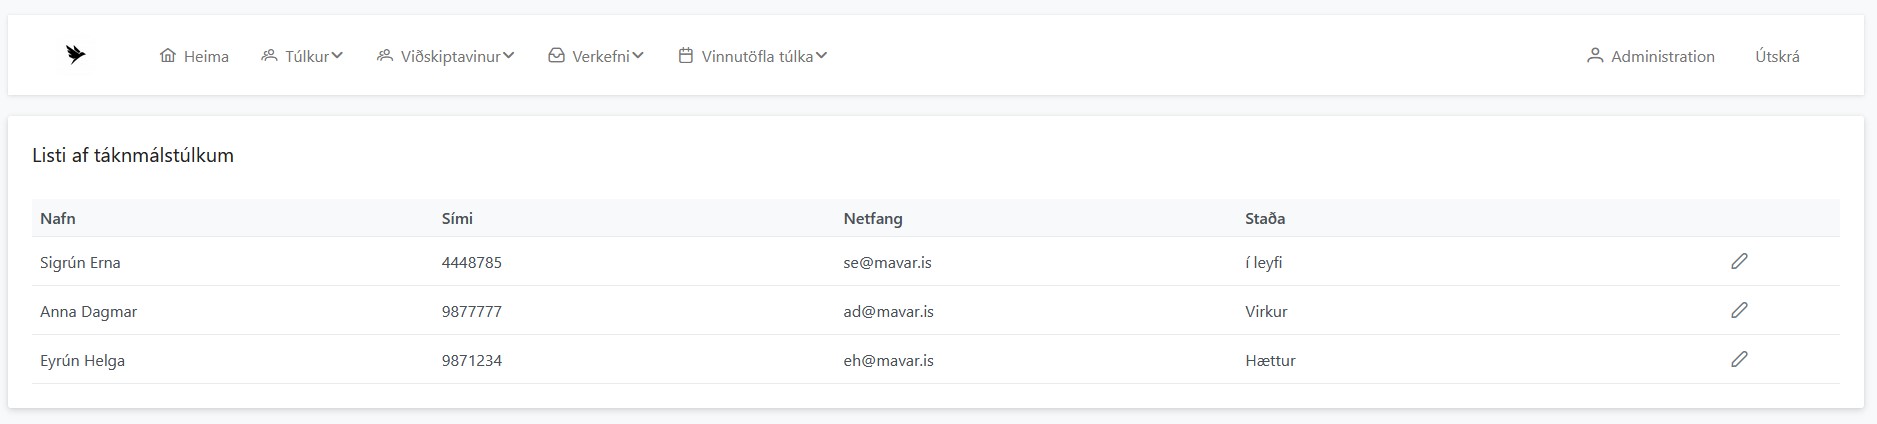 Heima Túlkur Viðskiptavinur Verkefni Vinnutöfla túlka Administration Útskrá
Listi af táknmálstúlkum
Nafn Sími Netfang Staða
Sigrún Erna 4448785 se@mavar.is í leyfi
Anna Dagmar 9877777 ad@mavar.is Virkur
Eyrún Helga 9871234 eh@mavar.is Hættur